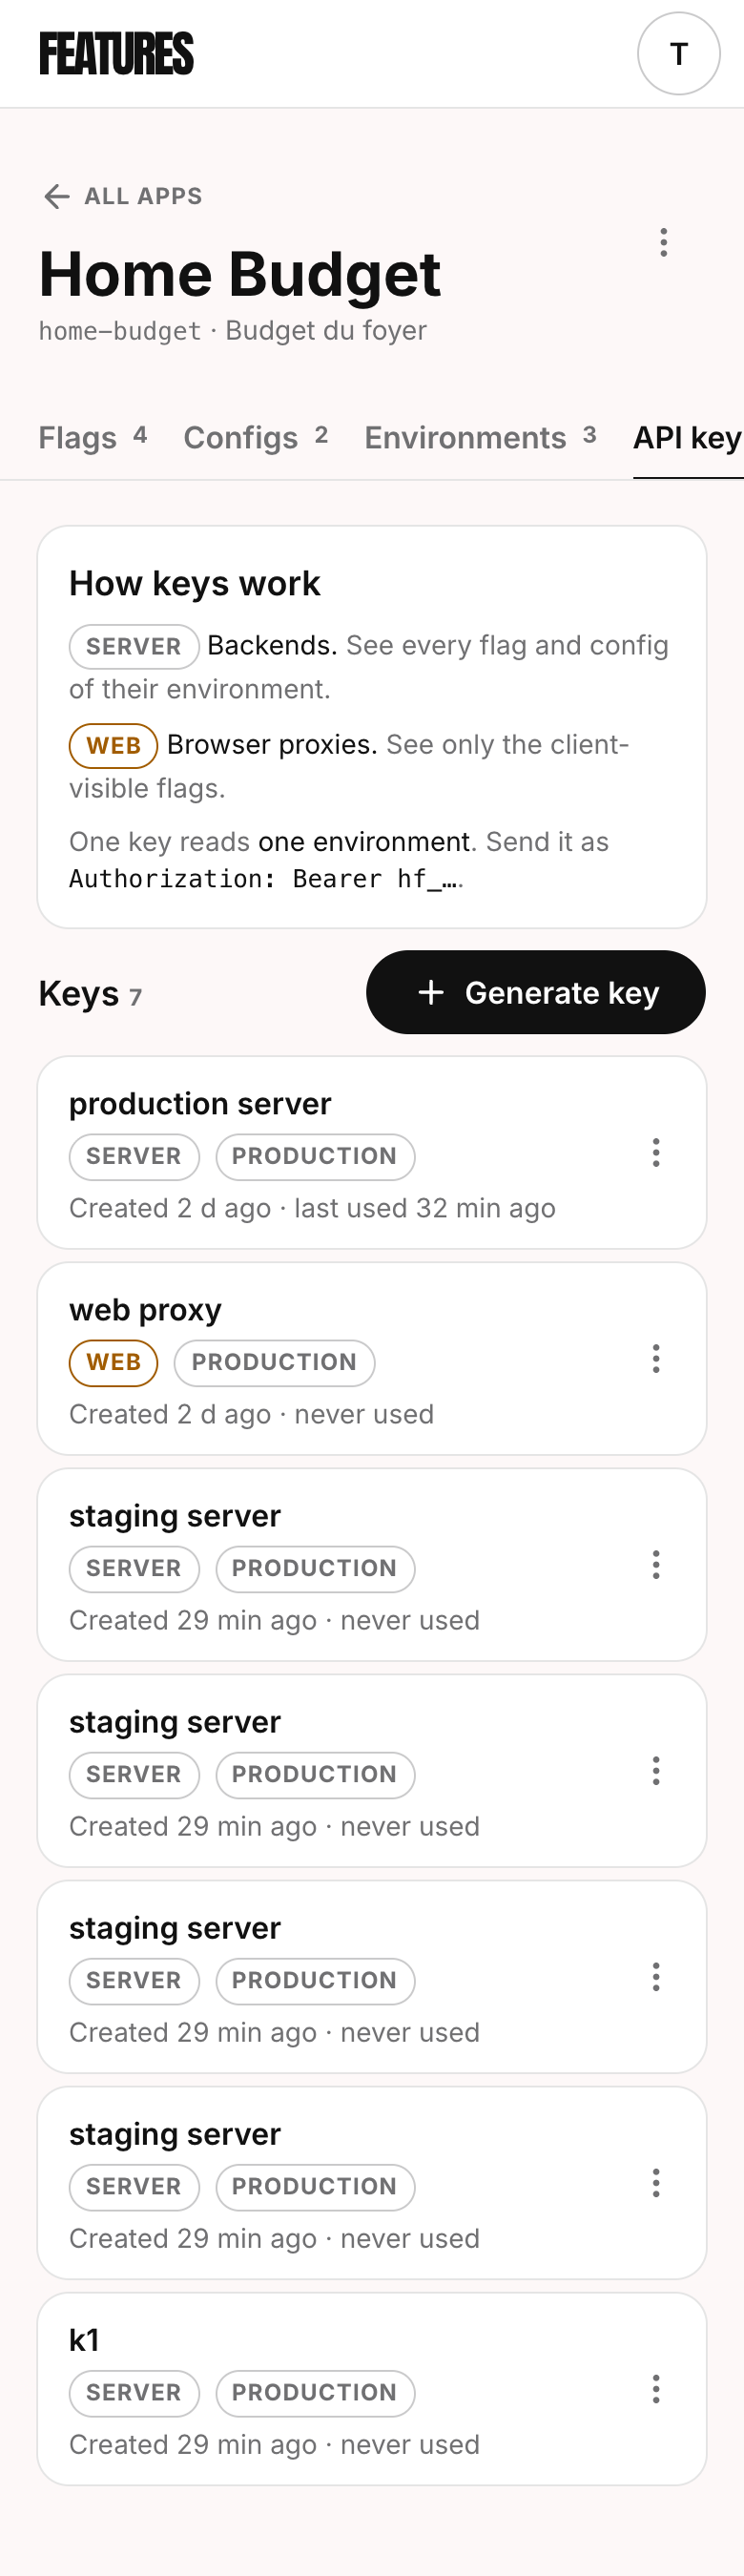 FEATURES
T
ALL APPS
Home Budget
home-budget · Budget du foyer
Flags 4 Configs 2 Environments 3 API key
How keys work
SERVER Backends. See every flag and config
of their environment.
WEB Browser proxies. See only the client-
visible flags.
One key reads one environment. Send it as
Authorization: Bearer hf_….
Keys 7
+ Generate key
production server
SERVER PRODUCTION
Created 2 d ago · last used 32 min ago
web proxy
WEB PRODUCTION
Created 2 d ago · never used
staging server
SERVER PRODUCTION
Created 29 min ago · never used
staging server
SERVER PRODUCTION
Created 29 min ago · never used
staging server
SERVER PRODUCTION
Created 29 min ago · never used
staging server
SERVER PRODUCTION
Created 29 min ago · never used
k1
SERVER PRODUCTION
Created 29 min ago · never used